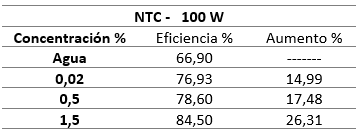 NTC - 100 W
Concentración % Eficiencia % Aumento %
Agua 66,90 -------
0,02 76,93 14,99
0,5 78,60 17,48
1,5 84,50 26,31